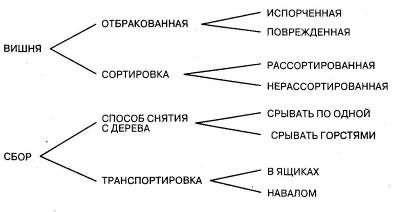 ВИШНЯ
ОТБРАКОВАННАЯ
ИСПОРЧЕННАЯ
ПОВРЕЖДЕННАЯ
СОРТИРОВКА
РАССОРТИРОВАННАЯ
НЕРАССОРТИРОВАННАЯ
СБОР
СПОСОБ СНЯТИЯ
С ДЕРЕВА
СРЫВАТЬ ПО ОДНОЙ
СРЫВАТЬ ГОРСТЯМИ
ТРАНСПОРТИРОВКА
В ЯЩИКАХ
НАВАЛОМ